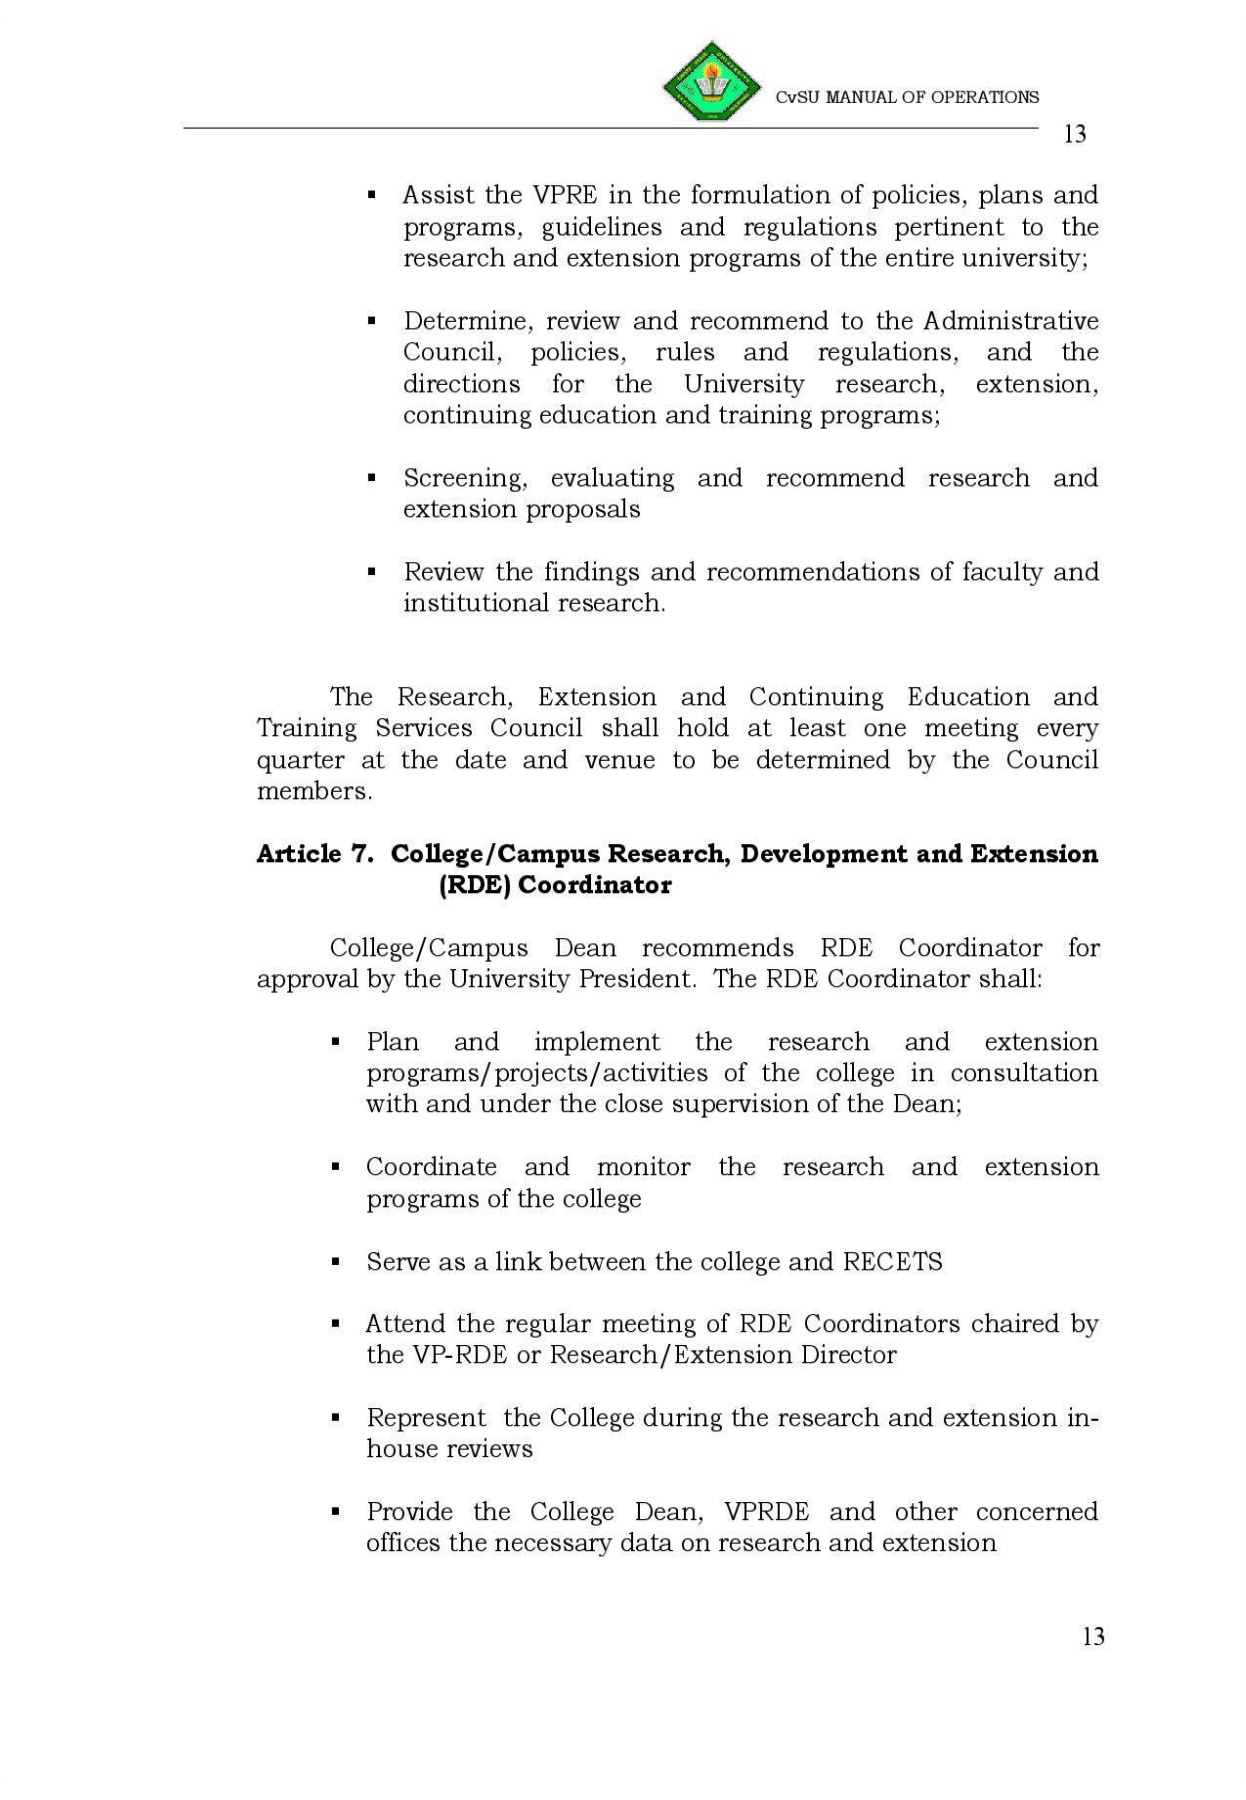 CvSU MANUAL OF OPERATIONS
13
▪ Assist the VPRE in the formulation of policies, plans and
programs, guidelines and regulations pertinent to the
research and extension programs of the entire university;
▪ Determine, review and recommend to the Administrative
Council, policies, rules and regulations, and the
directions for the University research, extension,
continuing education and training programs;
▪ Screening, evaluating and recommend research and
extension proposals
▪ Review the findings and recommendations of faculty and
institutional research.
The Research, Extension and Continuing Education and
Training Services Council shall hold at least one meeting every
quarter at the date and venue to be determined by the Council
members.
Article 7. College/Campus Research, Development and Extension
(RDE) Coordinator
College/Campus Dean recommends RDE Coordinator for
approval by the University President. The RDE Coordinator shall:
▪ Plan and implement the research and extension
programs/projects/activities of the college in consultation
with and under the close supervision of the Dean;
▪ Coordinate and monitor the research and extension
programs of the college
▪ Serve as a link between the college and RECETS
▪ Attend the regular meeting of RDE Coordinators chaired by
the VP-RDE or Research/Extension Director
▪ Represent the College during the research and extension in-
house reviews
▪ Provide the College Dean, VPRDE and other concerned
offices the necessary data on research and extension
13